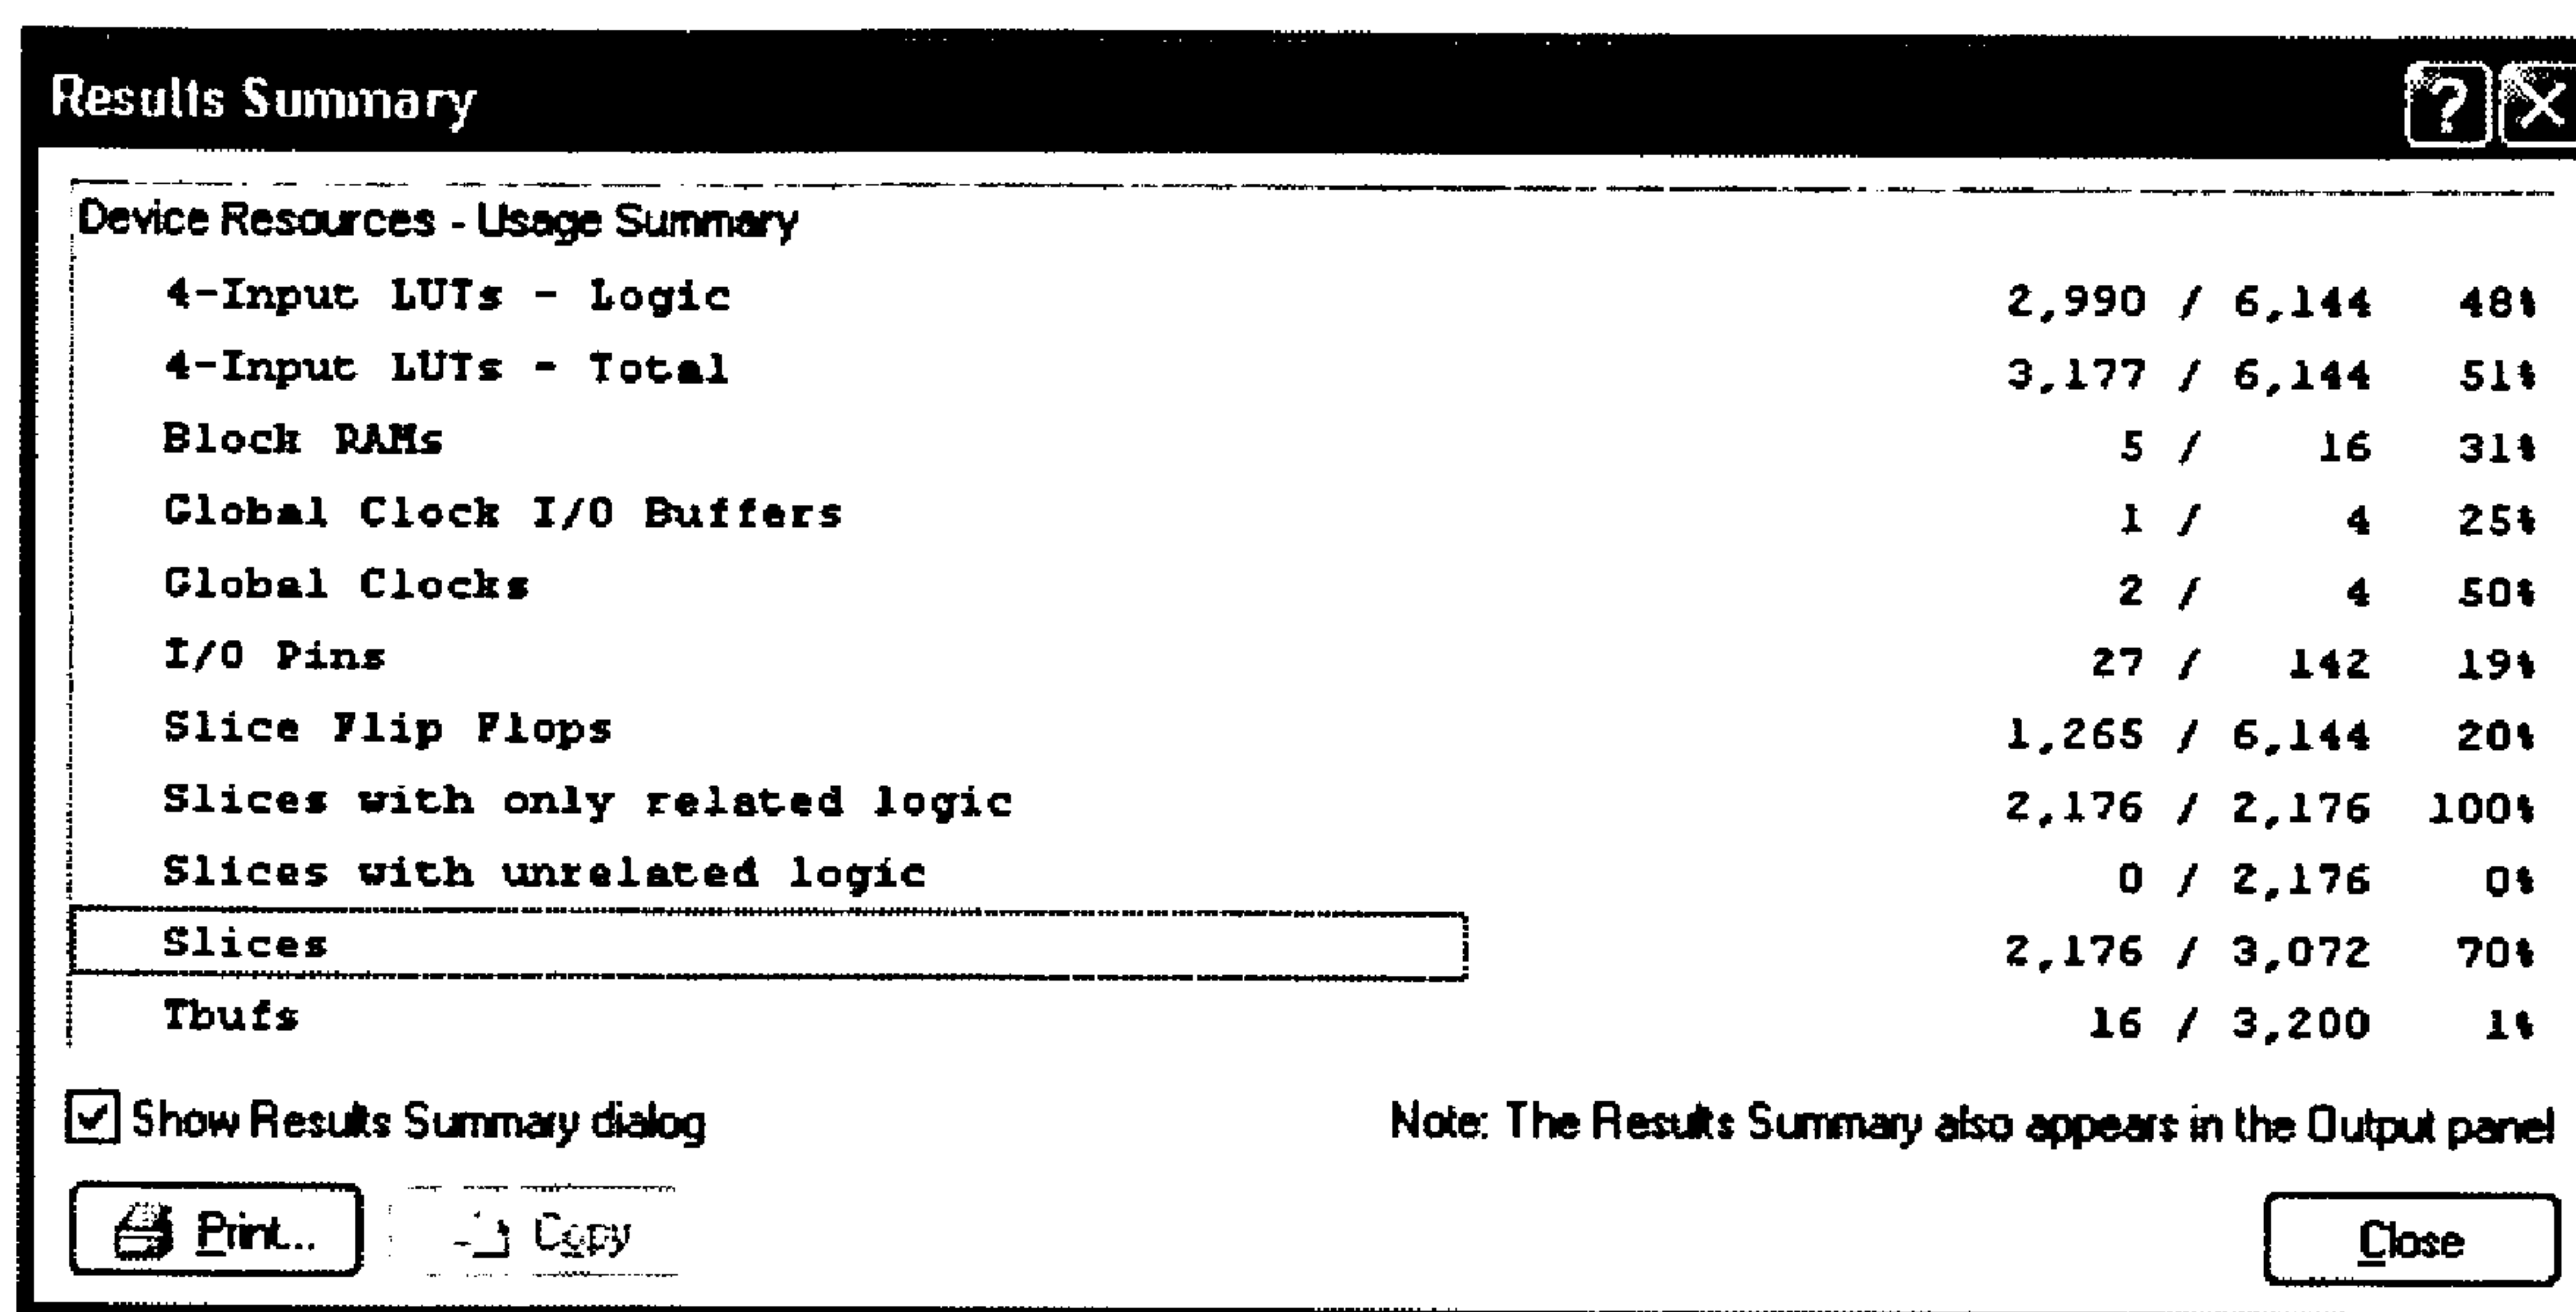 Results Summary
Device Resources - Usage Summary
4-Input LUTs - Logic 2,990 / 6,144 48%
4-Input LUTs - Total 3,177 / 6,144 51%
Block RAMs 5 / 16 31%
Global Clock I/O Buffers 1 / 4 25%
Global Clocks 2 / 4 50%
I/O Pins 27 / 142 19%
Slice Flip Flops 1,265 / 6,144 20%
Slices with only related logic 2,176 / 2,176 100%
Slices with unrelated logic 0 / 2,176 0%
Slices 2,176 / 3,072 70%
Tbufs 16 / 3,200 1%
Show Results Summary dialog Note: The Results Summary also appears in the Output panel
Print... Copy Close